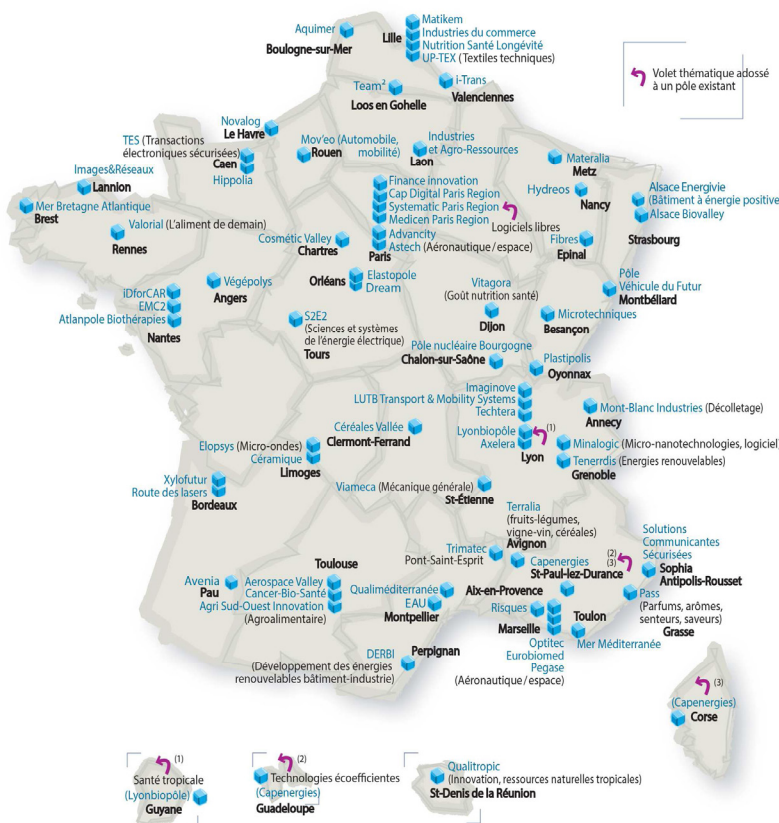 Matikem
Industries du commerce
Nutrition Santé Longévité
UP-TEX (Textiles techniques)
Lille
Aquimer
Boulogne-sur-Mer
Team²
Loos en Gohelle
i-Trans
Valenciennes
Volet thématique adossé
à un pôle existant
Novalog
Le Havre
TES (Transactions
électroniques sécurisées)
Caen
Hippolia
Mov'eo (Automobile,
mobilité)
Rouen
Industries
et Agro-Ressources
Laon
Materalia
Metz
Hydreos
Nancy
Alsace Energivie
(Bâtiment à énergie positive
Alsace Biovalley
Strasbourg
Images&Réseaux
Lannion
Mer Bretagne Atlantique
Brest
Valorial (L'aliment de demain)
Rennes
Finance innovation
Cap Digital Paris Region
Systematic Paris Region
Medicen Paris Region
Logiciels libres
Advancity
Astech (Aéronautique/espace)
Paris
Cosmétic Valley
Chartres
Fibres
Epinal
Elastopole
Dream
Orléans
Végépolys
Angers
iDforCAR
EMC2
Atlanpole Biothérapies
Nantes
S2E2
(Sciences et systèmes
de l'énergie électrique)
Tours
Vitagora
(Goût nutrition santé)
Dijon
Pôle
Véhicule du Futur
Montbéliard
Microtechniques
Besançon
Pôle nucléaire Bourgogne
Chalon-sur-Saône
Plastipolis
Oyonnax
Imaginove
LUTB Transport & Mobility Systems
Techtera
Lyonbiopôle
(1)
Axelera
Lyon
Mont-Blanc Industries (Décolletage)
Annecy
Minalogic (Micro-nanotechnologies, logiciel)
Tenerrdis (Energies renouvelables)
Grenoble
Céréales Vallée
Clermont-Ferrand
Elopsys (Micro-ondes)
Céramique
Limoges
Xylofutur
Route des lasers
Bordeaux
Viameca (Mécanique générale)
St-Étienne
Terralia
(fruits-légumes,
vigne-vin, céréales)
Avignon
Trimatec
Pont-Saint-Esprit
Capenergies
(2)
(3)
St-Paul-lez-Durance
Solutions
Communicantes
Sécurisées
Sophia
Antipolis-Rousset
Pass
(Parfums, arômes,
senteurs, saveurs)
Grasse
Toulouse
Avenia
Pau
Aerospace Valley
Cancer-Bio-Santé
Agri Sud-Ouest Innovation
(Agroalimentaire)
Qualiméditerranée
EAU
Montpellier
Aix-en-Provence
Risques
Marseille
Toulon
Optitec
Eurobiomed
Pegase
(Aéronautique/espace)
Mer Méditerranée
DERBI
(Développement des énergies
renouvelables bâtiment-industrie)
Perpignan
(3)
(Capenergies)
Corse
(1)
Santé tropicale
(Lyonbiopôle)
Guyane
(2)
Technologies écoefficientes
(Capenergies)
Guadeloupe
Qualitropic
(Innovation, ressources naturelles tropicales)
St-Denis de la Réunion